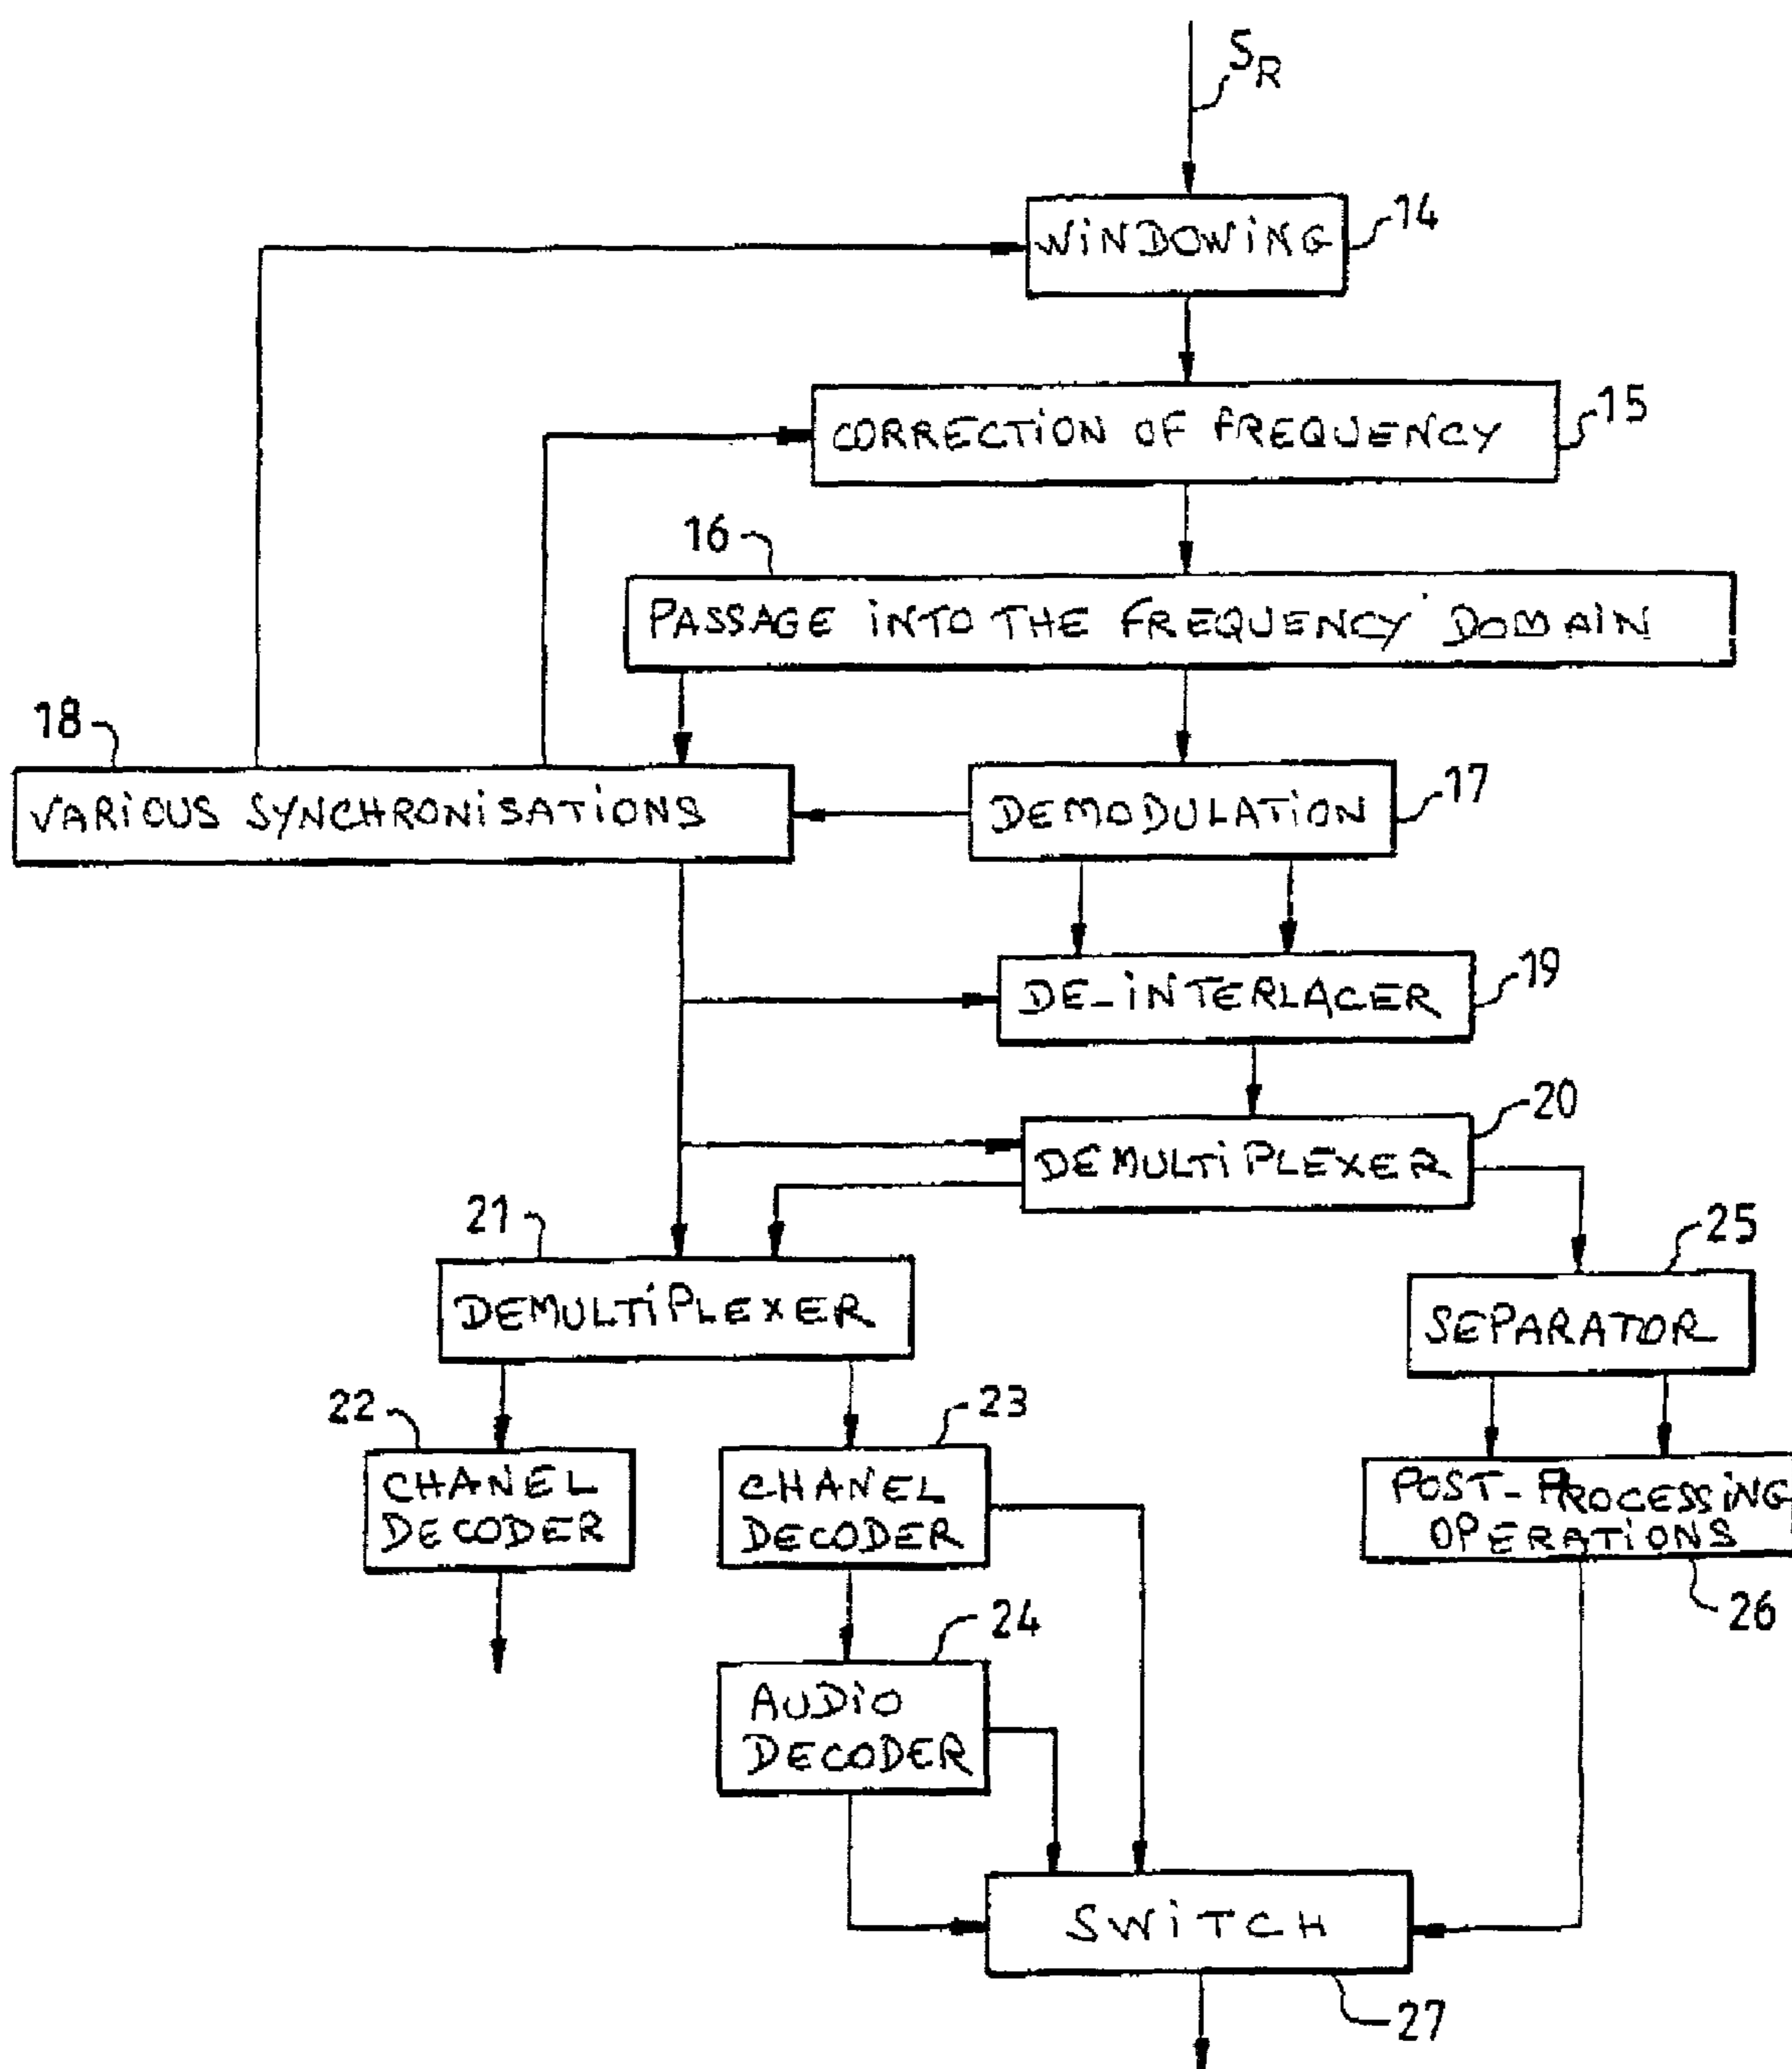 SR
WINDOWING
14
CORRECTION OF FREQUENCY
15
16
PASSAGE INTO THE FREQUENCY DOMAIN
18
VARIOUS SYNCHRONISATIONS
DEMODULATION
17
DE-INTERLACER
19
20
DEMULTIPLEXER
21
DEMULTIPLEXER
25
SEPARATOR
22
CHANEL
DECODER
23
CHANEL
DECODER
POST-PROCESSING
OPERATIONS
26
24
AUDIO
DECODER
SWITCH
27